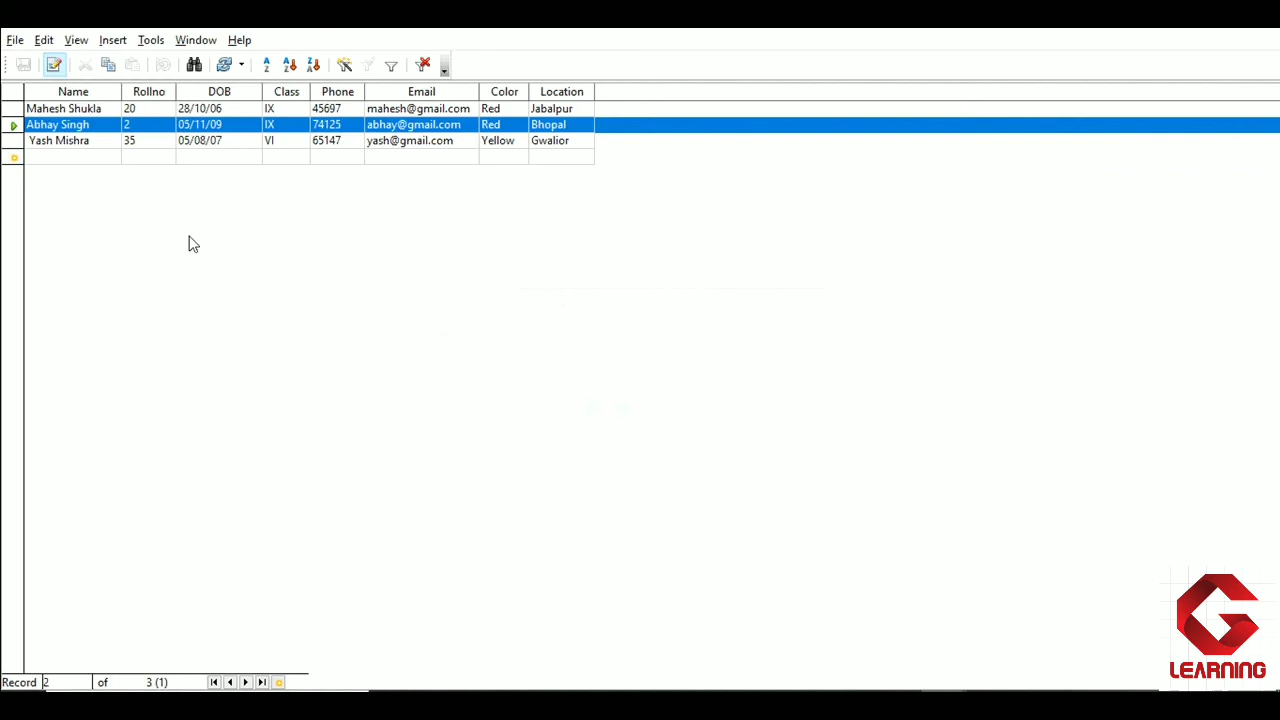 File Edit View Insert Tools Window Help
Name Rollno DOB Class Phone Email Color Location
Mahesh Shukla 20 28/10/06 IX 45697 mahesh@gmail.com Red Jabalpur
Abhay Singh 2 05/11/09 IX 74125 abhay@gmail.com Red Bhopal
Yash Mishra 35 05/08/07 VI 65147 yash@gmail.com Yellow Gwalior
LEARNING
Record 2 of 3 (1)